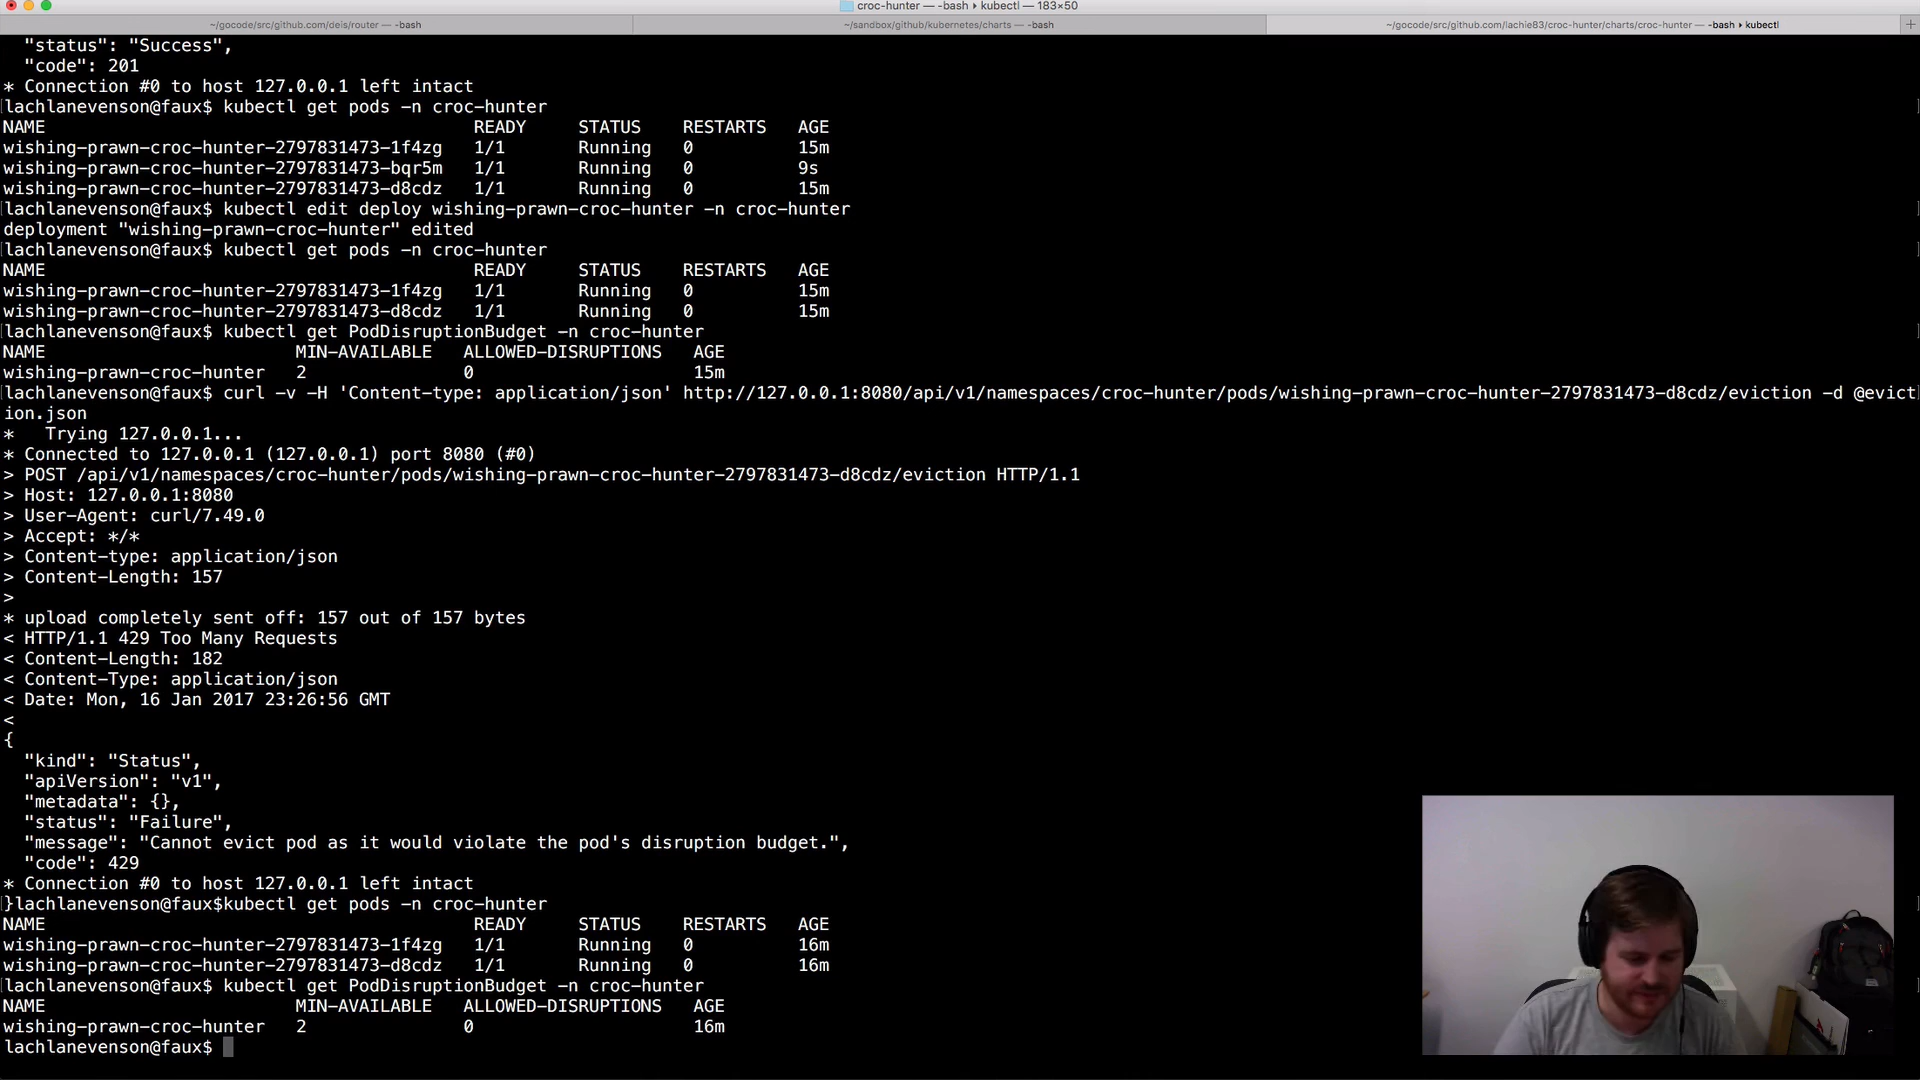 croc-hunter — -bash ▸ kubectl — 183×50
~/gocode/src/github.com/deis/router — -bash
~/sandbox/github/kubernetes/charts — -bash
~/gocode/src/github.com/lachie83/croc-hunter/charts/croc-hunter — -bash ▸ kubectl
"status": "Success",
"code": 201
* Connection #0 to host 127.0.0.1 left intact
lachlanevenson@faux$ kubectl get pods -n croc-hunter
NAME READY STATUS RESTARTS AGE
wishing-prawn-croc-hunter-2797831473-1f4zg 1/1 Running 0 15m
wishing-prawn-croc-hunter-2797831473-bqr5m 1/1 Running 0 9s
wishing-prawn-croc-hunter-2797831473-d8cdz 1/1 Running 0 15m
lachlanevenson@faux$ kubectl edit deploy wishing-prawn-croc-hunter -n croc-hunter
deployment "wishing-prawn-croc-hunter" edited
lachlanevenson@faux$ kubectl get pods -n croc-hunter
NAME READY STATUS RESTARTS AGE
wishing-prawn-croc-hunter-2797831473-1f4zg 1/1 Running 0 15m
wishing-prawn-croc-hunter-2797831473-d8cdz 1/1 Running 0 15m
lachlanevenson@faux$ kubectl get PodDisruptionBudget -n croc-hunter
NAME MIN-AVAILABLE ALLOWED-DISRUPTIONS AGE
wishing-prawn-croc-hunter 2 0 15m
lachlanevenson@faux$ curl -v -H 'Content-type: application/json' http://127.0.0.1:8080/api/v1/namespaces/croc-hunter/pods/wishing-prawn-croc-hunter-2797831473-d8cdz/eviction -d @evict
ion.json
* Trying 127.0.0.1...
* Connected to 127.0.0.1 (127.0.0.1) port 8080 (#0)
> POST /api/v1/namespaces/croc-hunter/pods/wishing-prawn-croc-hunter-2797831473-d8cdz/eviction HTTP/1.1
> Host: 127.0.0.1:8080
> User-Agent: curl/7.49.0
> Accept: */*
> Content-type: application/json
> Content-Length: 157
>
* upload completely sent off: 157 out of 157 bytes
< HTTP/1.1 429 Too Many Requests
< Content-Length: 182
< Content-Type: application/json
< Date: Mon, 16 Jan 2017 23:26:56 GMT
<
{
"kind": "Status",
"apiVersion": "v1",
"metadata": {},
"status": "Failure",
"message": "Cannot evict pod as it would violate the pod's disruption budget.",
"code": 429
* Connection #0 to host 127.0.0.1 left intact
}lachlanevenson@faux$kubectl get pods -n croc-hunter
NAME READY STATUS RESTARTS AGE
wishing-prawn-croc-hunter-2797831473-1f4zg 1/1 Running 0 16m
wishing-prawn-croc-hunter-2797831473-d8cdz 1/1 Running 0 16m
lachlanevenson@faux$ kubectl get PodDisruptionBudget -n croc-hunter
NAME MIN-AVAILABLE ALLOWED-DISRUPTIONS AGE
wishing-prawn-croc-hunter 2 0 16m
lachlanevenson@faux$